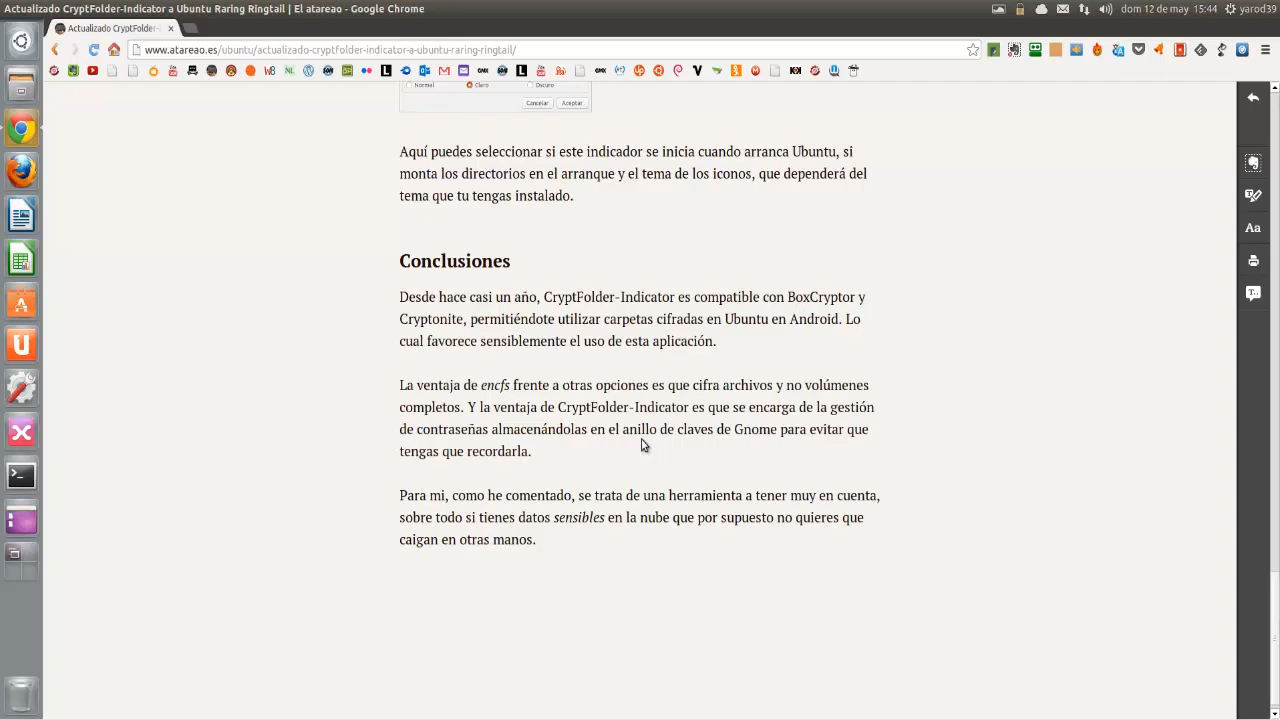 Actualizado CryptFolder-Indicator a Ubuntu Raring Ringtail | El atareao - Google Chrome
dom 12 de may 15:44 yarod39
Actualizado CryptFolder-
www.atareao.es/ubuntu/actualizado-cryptfolder-indicator-a-ubuntu-raring-ringtail/
Normal Claro Oscuro
Cancelar Aceptar
Aquí puedes seleccionar si este indicador se inicia cuando arranca Ubuntu, si
monta los directorios en el arranque y el tema de los iconos, que dependerá del
tema que tu tengas instalado.
Conclusiones
Desde hace casi un año, CryptFolder-Indicator es compatible con BoxCryptor y
Cryptonite, permitiéndote utilizar carpetas cifradas en Ubuntu en Android. Lo
cual favorece sensiblemente el uso de esta aplicación.
La ventaja de encfs frente a otras opciones es que cifra archivos y no volúmenes
completos. Y la ventaja de CryptFolder-Indicator es que se encarga de la gestión
de contraseñas almacenándolas en el anillo de claves de Gnome para evitar que
tengas que recordarla.
Para mi, como he comentado, se trata de una herramienta a tener muy en cuenta,
sobre todo si tienes datos sensibles en la nube que por supuesto no quieres que
caigan en otras manos.
Aa